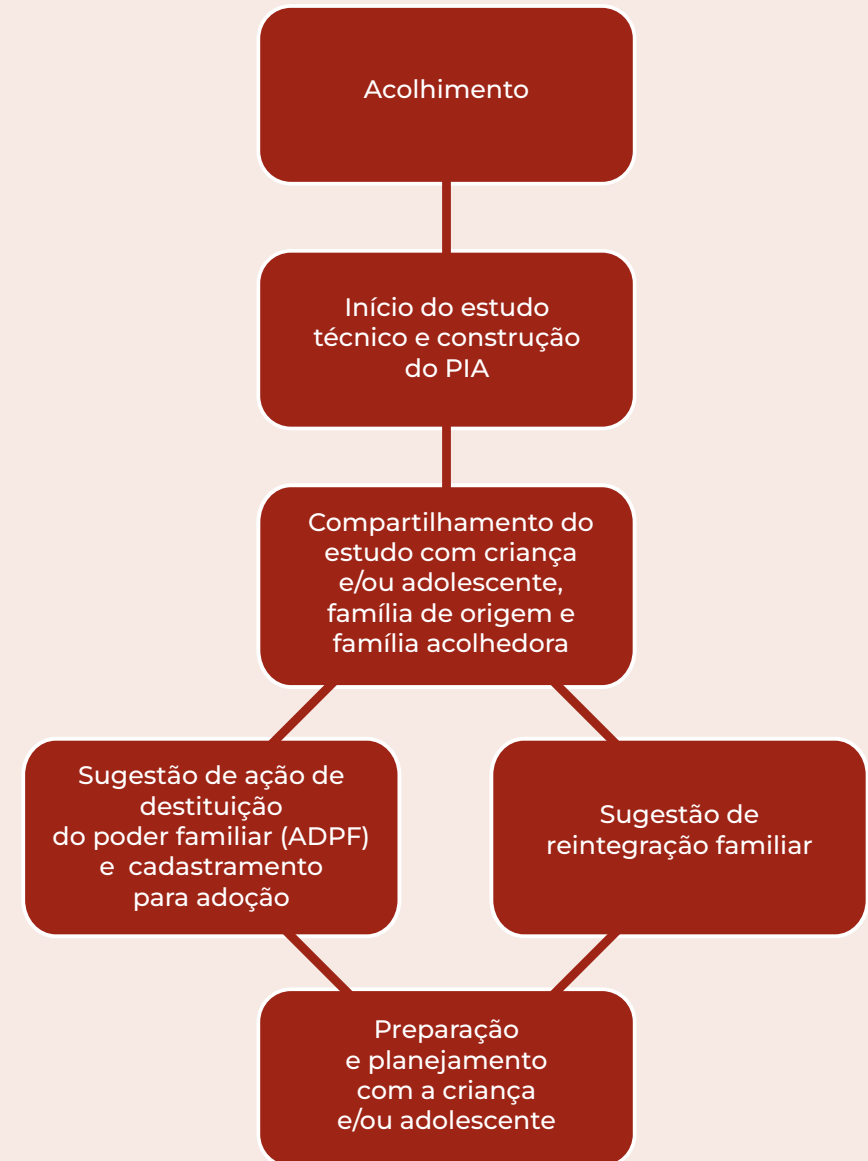 Acolhimento
Início do estudo
técnico e construção
do PIA
Compartilhamento do
estudo com criança
e/ou adolescente,
família de origem e
família acolhedora
Sugestão de ação de
destituição
do poder familiar (ADPF)
e cadastramento
para adoção
Sugestão de
reintegração familiar
Preparação
e planejamento
com a criança
e/ou adolescente